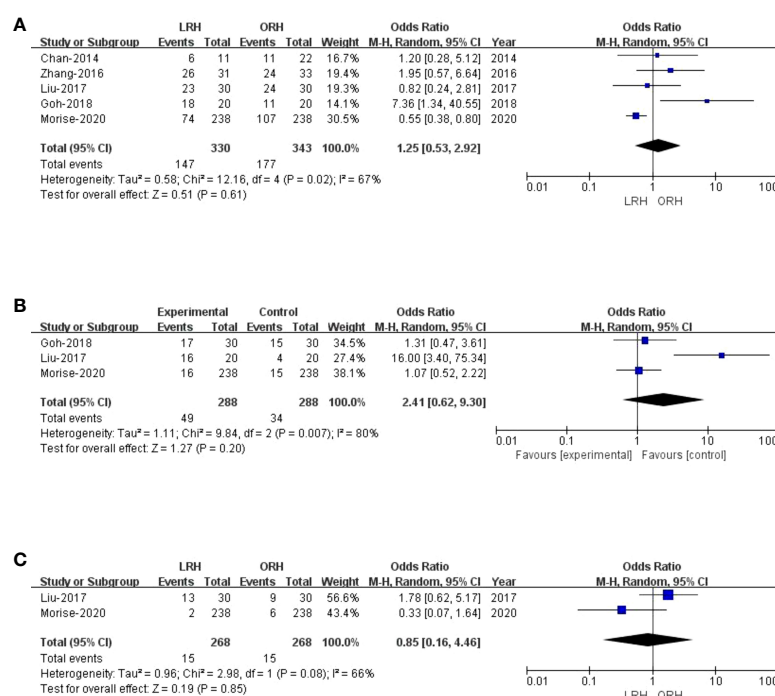 A
LRH ORH Odds Ratio Odds Ratio
Study or Subgroup Events Total Events Total Weight M-H, Random, 95% CI Year M-H, Random, 95% CI
Chan-2014 6 11 11 22 16.7% 1.20 [0.28, 5.12] 2014
Zhang-2016 26 31 24 33 19.4% 1.95 [0.57, 6.64] 2016
Liu-2017 23 30 24 30 19.3% 0.82 [0.24, 2.81] 2017
Goh-2018 18 20 11 20 14.1% 7.36 [1.34, 40.55] 2018
Morise-2020 74 238 107 238 30.5% 0.55 [0.38, 0.80] 2020
Total (95% CI) 330 343 100.0% 1.25 [0.53, 2.92]
Total events 147 177
Heterogeneity: Tau² = 0.58; Chi² = 12.16, df = 4 (P = 0.02); I² = 67%
Test for overall effect: Z = 0.51 (P = 0.61)
0.01 0.1 1 10 100
LRH ORH
B
Experimental Control Odds Ratio Odds Ratio
Study or Subgroup Events Total Events Total Weight M-H, Random, 95% CI M-H, Random, 95% CI
Goh-2018 17 30 15 30 34.5% 1.31 [0.47, 3.61]
Liu-2017 16 20 4 20 27.4% 16.00 [3.40, 75.34]
Morise-2020 16 238 15 238 38.1% 1.07 [0.52, 2.22]
Total (95% CI) 288 288 100.0% 2.41 [0.62, 9.30]
Total events 49 34
Heterogeneity: Tau² = 1.11; Chi² = 9.84, df = 2 (P = 0.007); I² = 80%
Test for overall effect: Z = 1.27 (P = 0.20)
0.01 0.1 1 10 100
Favours [experimental] Favours [control]
C
LRH ORH Odds Ratio Odds Ratio
Study or Subgroup Events Total Events Total Weight M-H, Random, 95% CI Year M-H, Random, 95% CI
Liu-2017 13 30 9 30 56.6% 1.78 [0.62, 5.17] 2017
Morise-2020 2 238 6 238 43.4% 0.33 [0.07, 1.64] 2020
Total (95% CI) 268 268 100.0% 0.85 [0.16, 4.46]
Total events 15 15
Heterogeneity: Tau² = 0.96; Chi² = 2.98, df = 1 (P = 0.08); I² = 66%
Test for overall effect: Z = 0.19 (P = 0.85)
0.01 0.1 1 10 100
LRH ORH